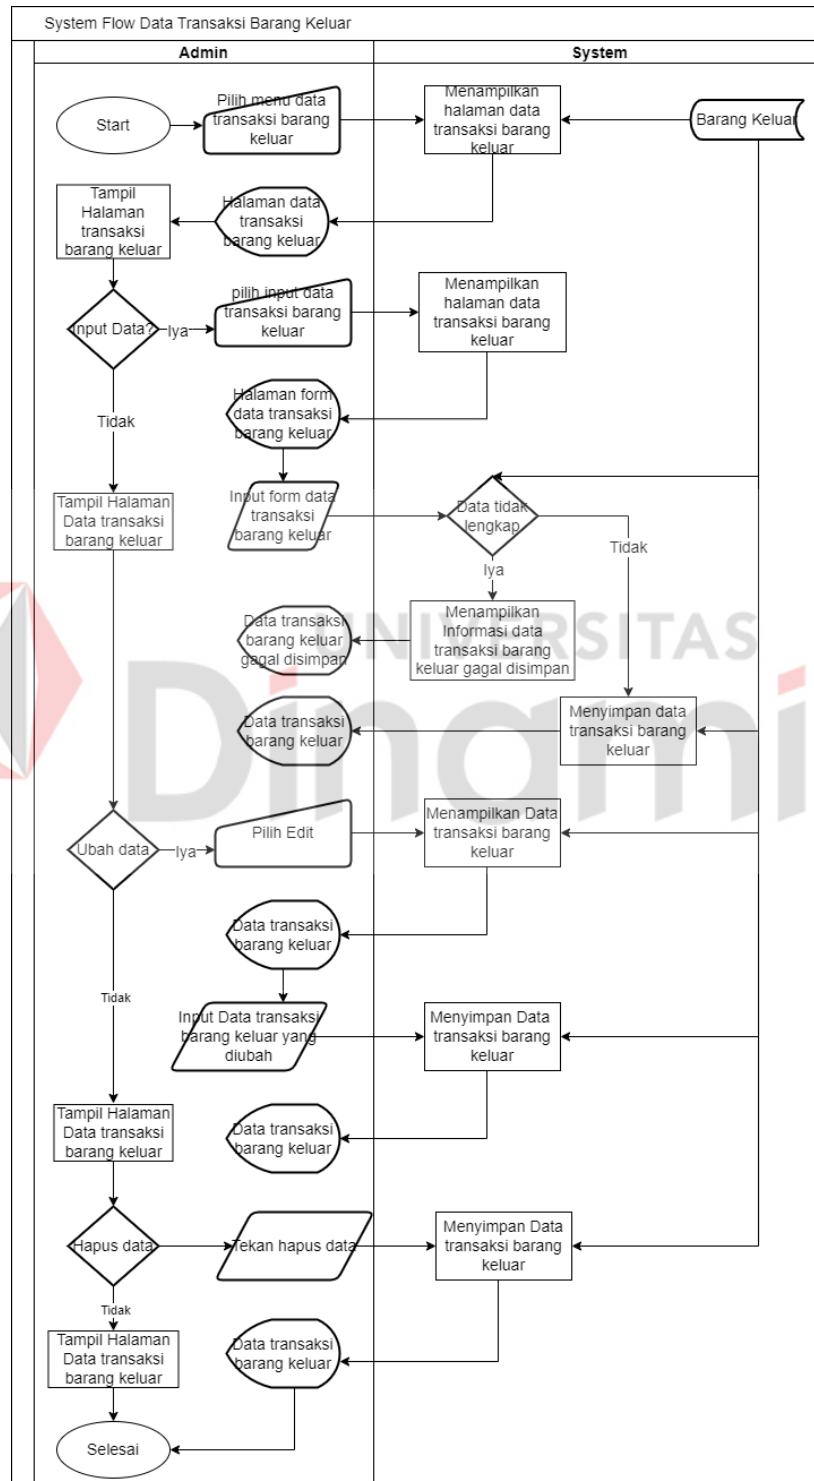 System Flow Data Transaksi Barang Keluar
Admin
System
Start
Pilih menu data
transaksi barang
keluar
Menampilkan
halaman data
transaksi barang
keluar
Barang Keluar
Tampil
Halaman
transaksi
barang keluar
Halaman data
transaksi
barang keluar
Input Data?
Iya
pilih input data
transaksi barang
keluar
Menampilkan
halaman data
transaksi barang
keluar
Tidak
Halaman form
data transaksi
barang keluar
Tampil Halaman
Data transaksi
barang keluar
Input form data
transaksi
barang keluar
Data tidak
lengkap
Tidak
Iya
Data transaksi
barang keluar
gagal disimpan
Menampilkan
Informasi data
transaksi barang
keluar gagal disimpan
UNIVERSITAS
Dinami
Data transaksi
barang keluar
Menyimpan data
transaksi barang
keluar
Ubah data
Iya
Pilih Edit
Menampilkan Data
transaksi barang
keluar
Data transaksi
barang keluar
Tidak
Input Data transaksi
barang keluar yang
diubah
Menyimpan Data
transaksi barang
keluar
Tampil Halaman
Data transaksi
barang keluar
Data transaksi
barang keluar
Hapus data
Tekan hapus data
Menyimpan Data
transaksi barang
keluar
Tidak
Tampil Halaman
Data transaksi
barang keluar
Data transaksi
barang keluar
Selesai